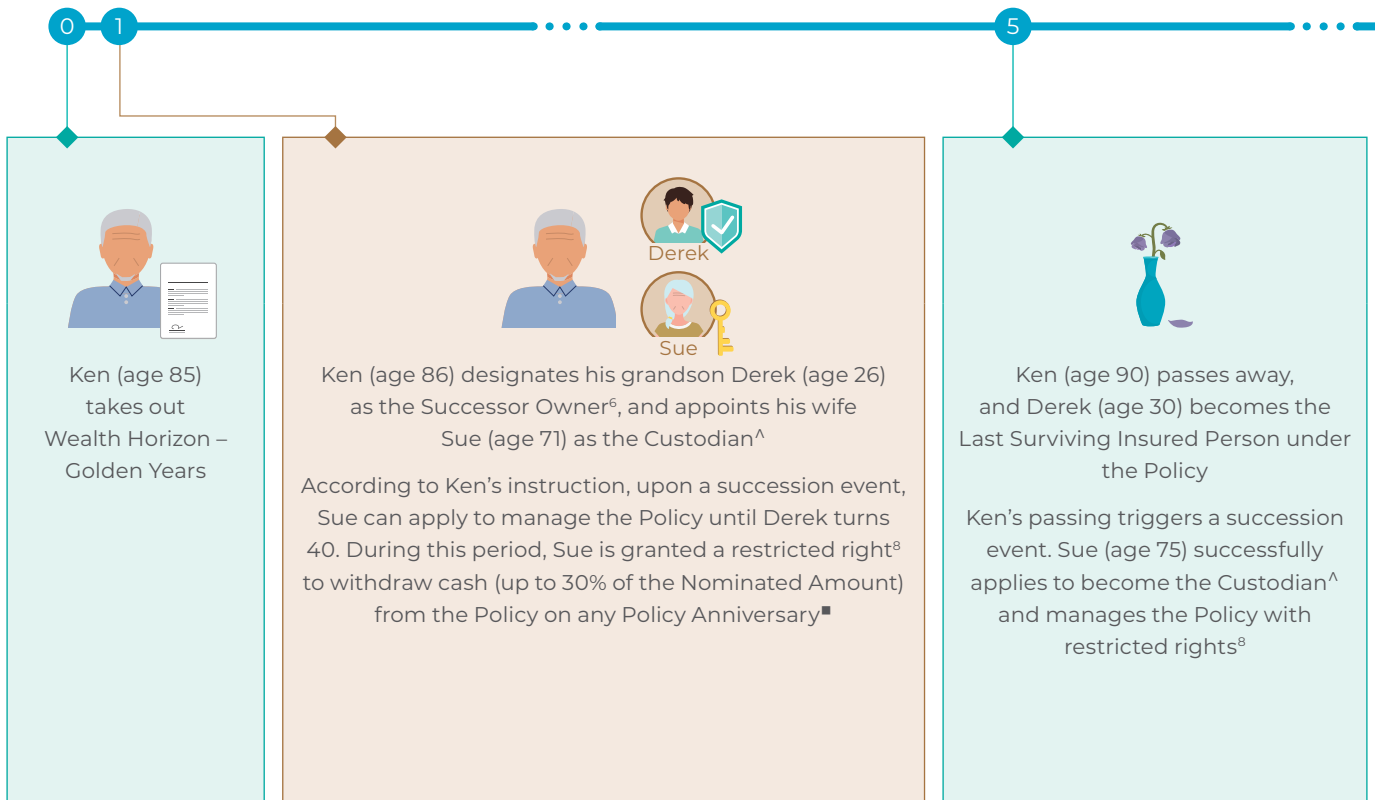 0
1
5
Ken (age 85)
takes out
Wealth Horizon –
Golden Years
Derek
Sue
Ken (age 86) designates his grandson Derek (age 26)
as the Successor Owner⁶, and appoints his wife
Sue (age 71) as the Custodian^
According to Ken’s instruction, upon a succession event,
Sue can apply to manage the Policy until Derek turns
40. During this period, Sue is granted a restricted right⁸
to withdraw cash (up to 30% of the Nominated Amount)
from the Policy on any Policy Anniversary■
Ken (age 90) passes away,
and Derek (age 30) becomes the
Last Surviving Insured Person under
the Policy
Ken’s passing triggers a succession
event. Sue (age 75) successfully
applies to become the Custodian^
and manages the Policy with
restricted rights⁸